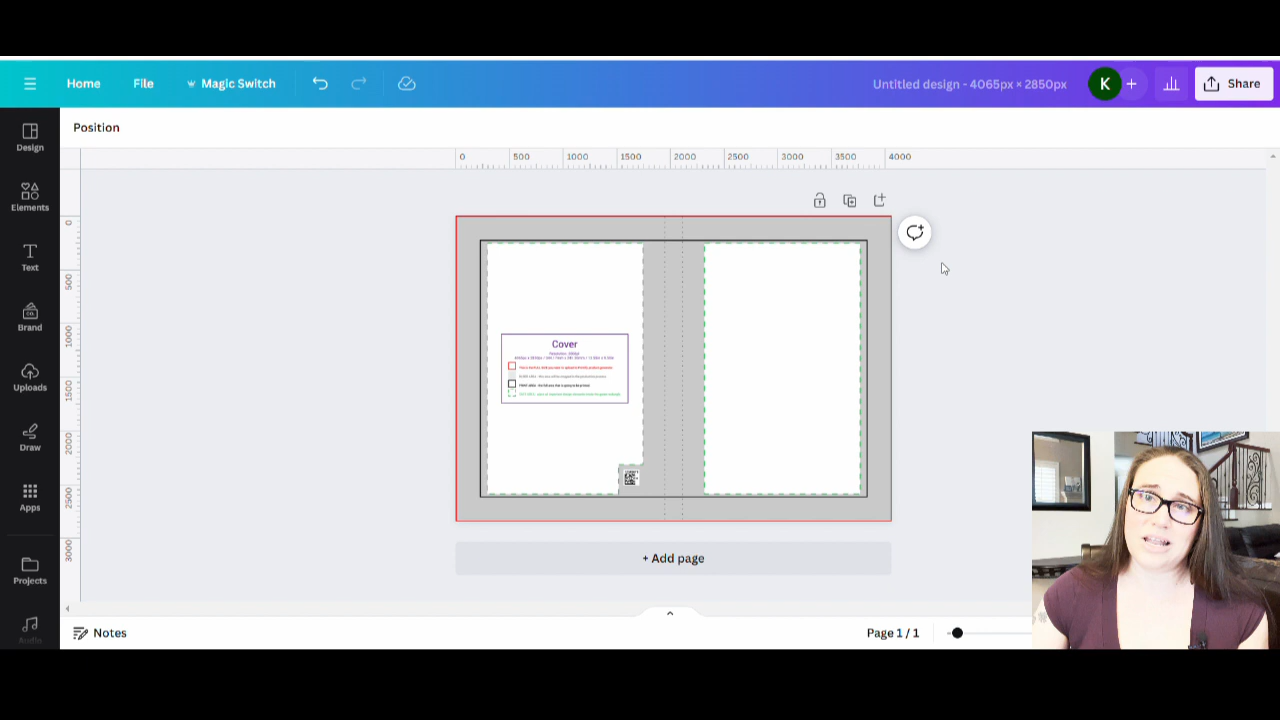 Home File Magic Switch Untitled design - 4065px × 2850px K + Share
Design
Elements
Text
Brand
Uploads
Draw
Apps
Projects
Audio
Position
0 500 1000 1500 2000 2500 3000 3500 4000
0
500
1000
1500
2000
2500
3000
Cover
+ Add page
Notes
Page 1 / 1